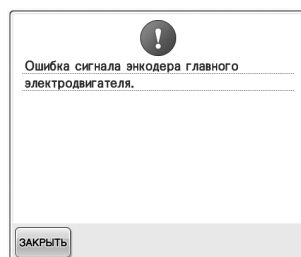 Ошибка сигнала энкодера главного
электродвигателя.
ЗАКРЫТЬ